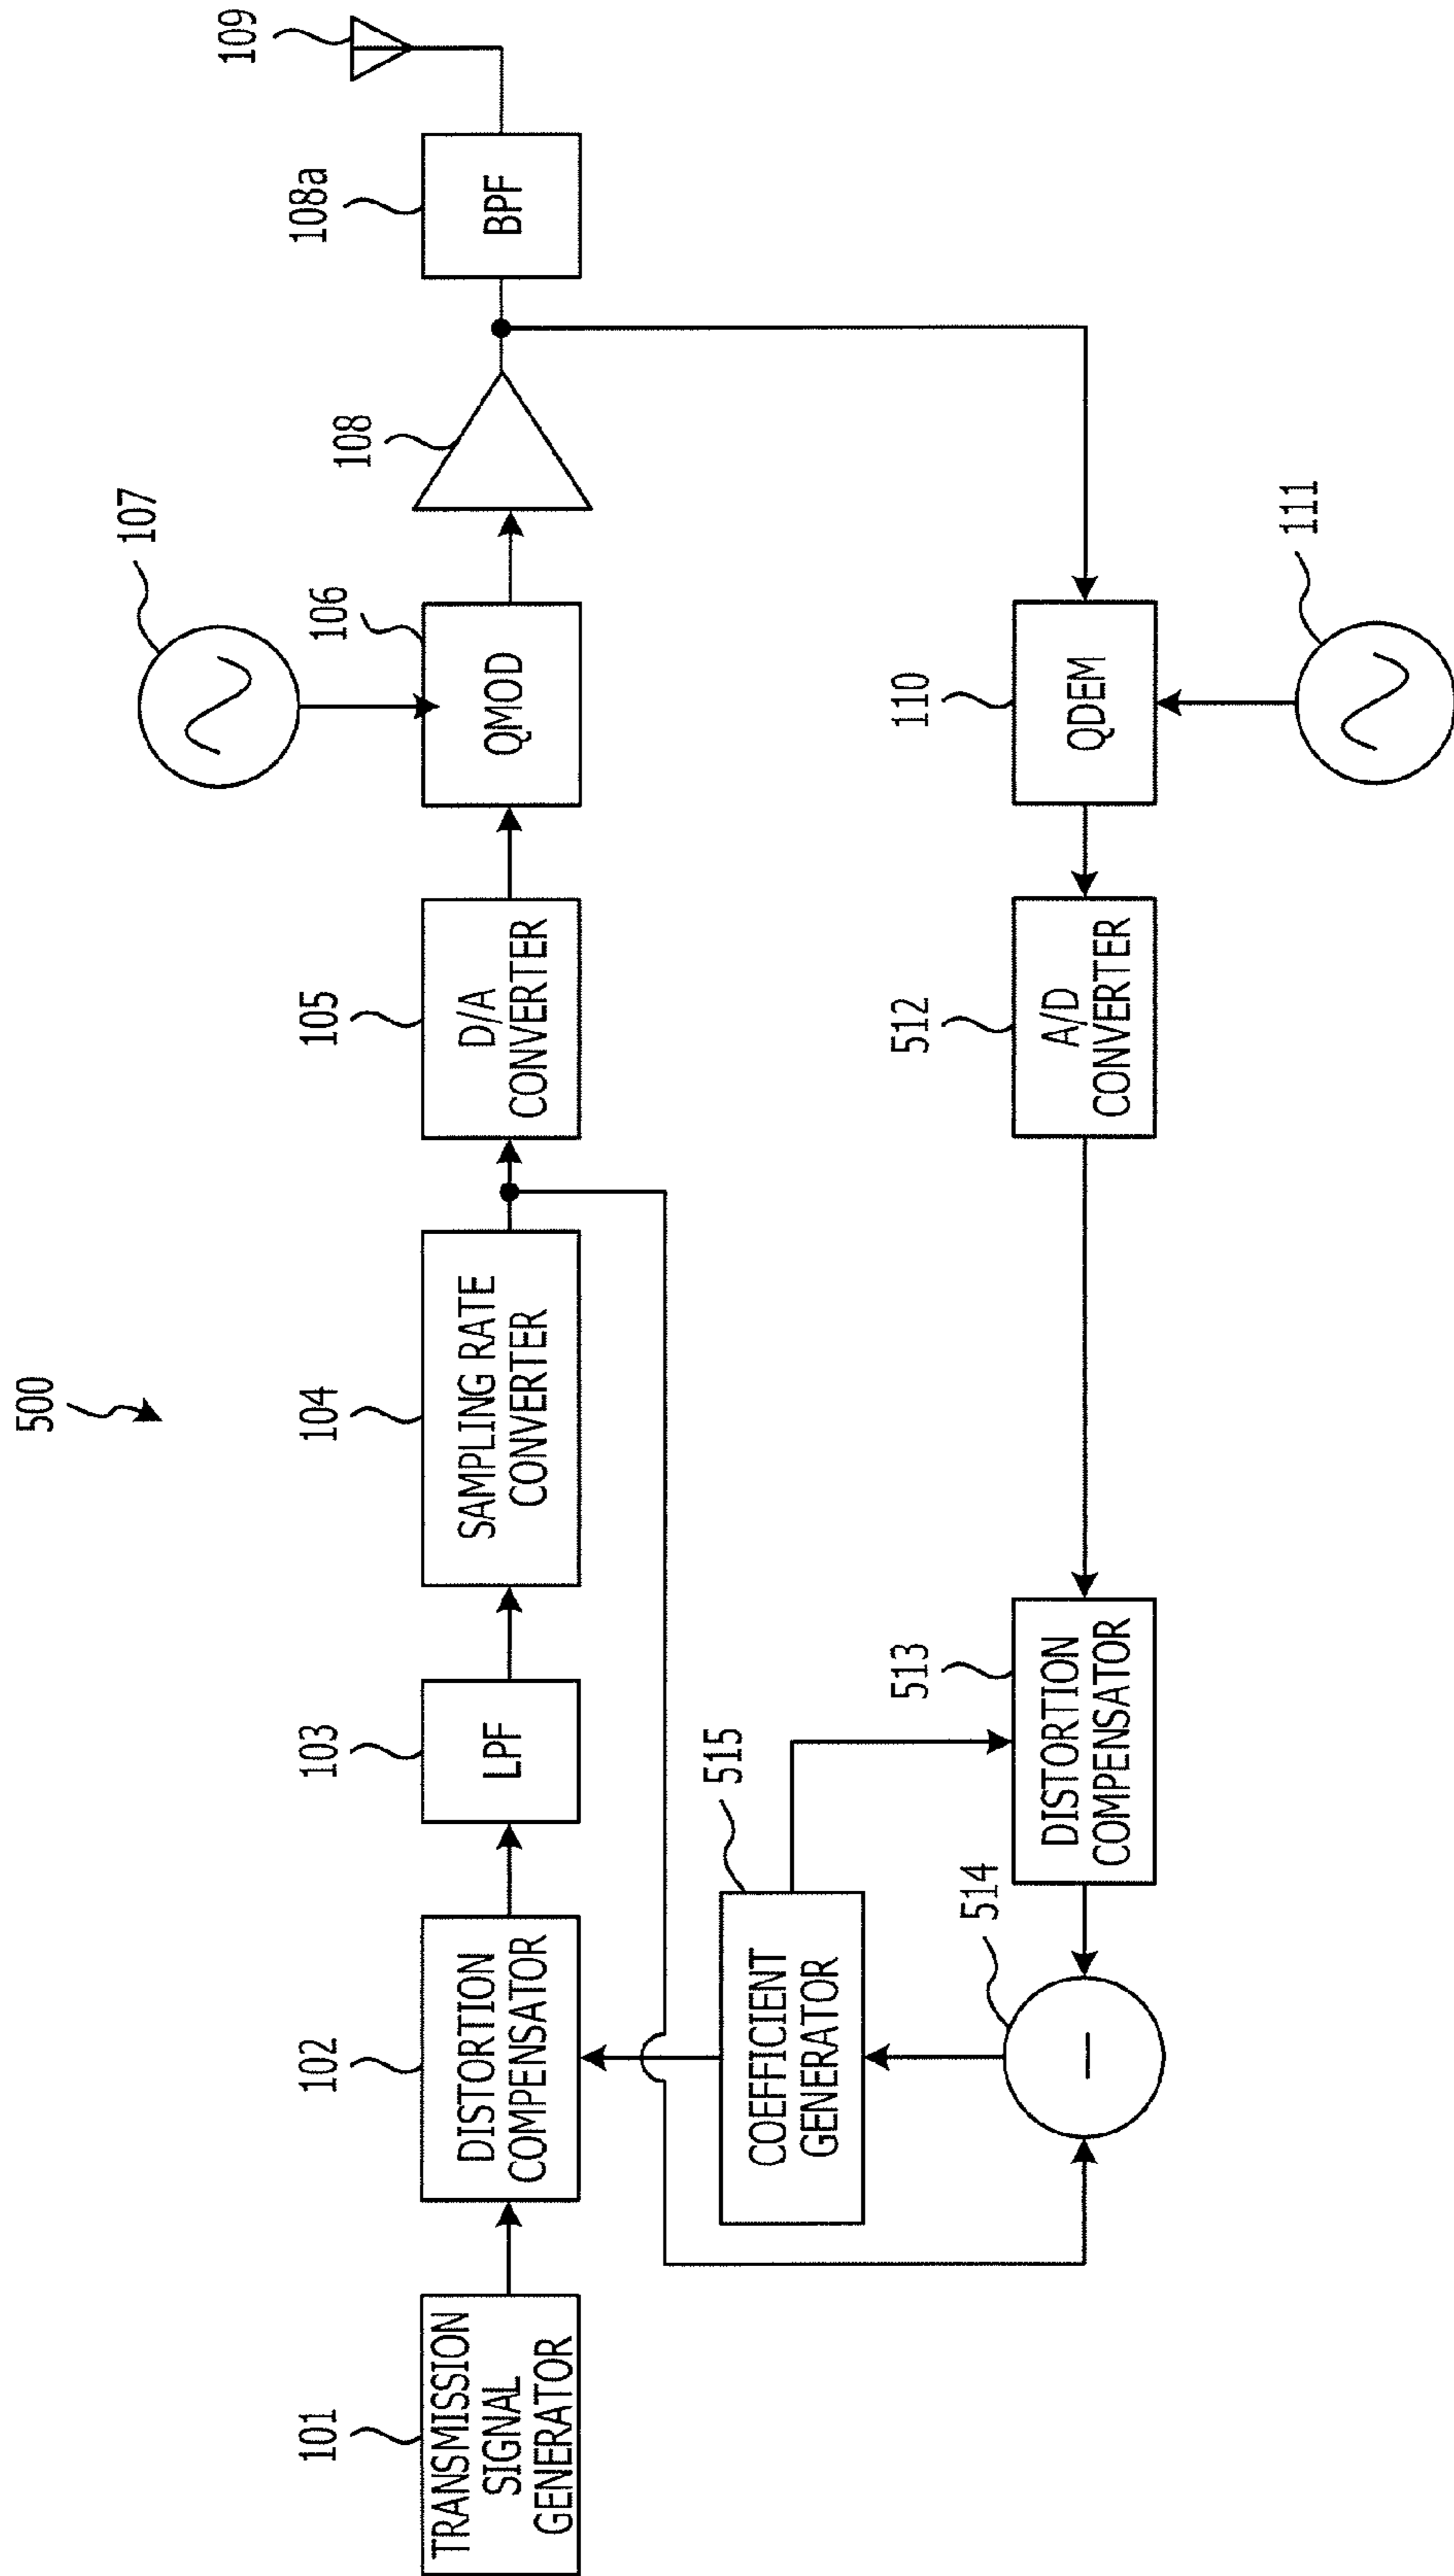 500
107
109
101
102
103
104
105
106
108
108a
TRANSMISSION
SIGNAL
GENERATOR
DISTORTION
COMPENSATOR
LPF
SAMPLING RATE
CONVERTER
D/A
CONVERTER
QMOD
BPF
515
COEFFICIENT
GENERATOR
514
513
512
110
111
–
DISTORTION
COMPENSATOR
A/D
CONVERTER
QDEM